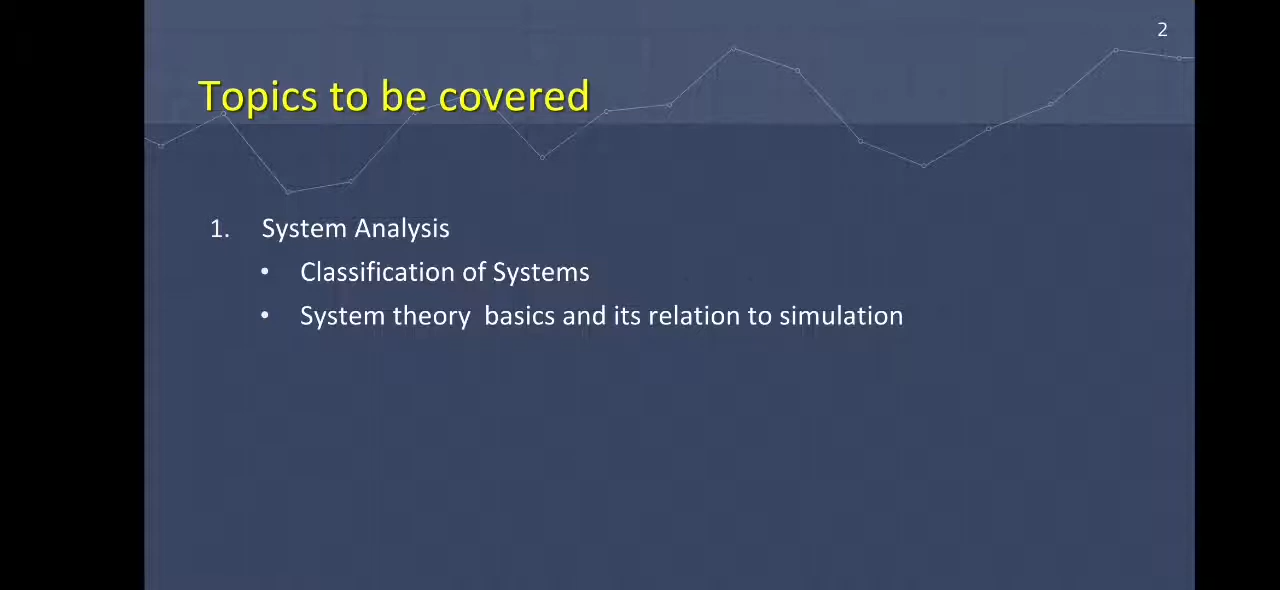 2
Topics to be covered
1. System Analysis
• Classification of Systems
• System theory  basics and its relation to simulation